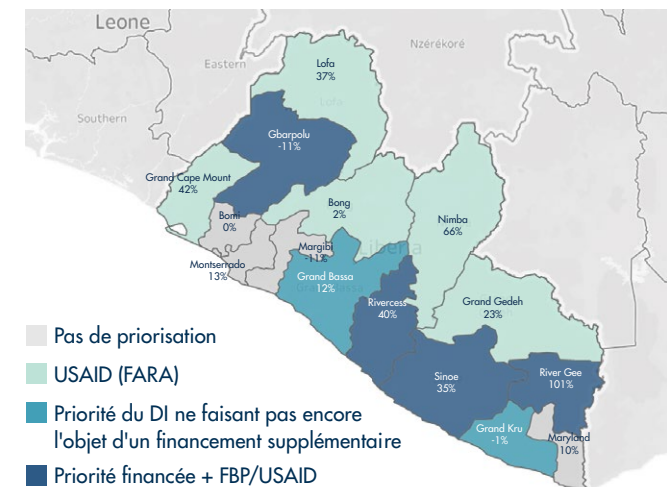 Leone
Nzérékoré
Eastern
Southern
Lofa
37%
Lofa
Gbarpolu
-11%
Grand Cape Mount
42%
Bomi
0%
Bong
2%
Nimba
66%
Montserrado
13%
Margibi
-11%
Liberia
Grand Bassa
12%
Rivercess
40%
Grand Gedeh
23%
Sinoe
35%
River Gee
101%
Grand Kru
-1%
Maryland
10%
Pas de priorisation
USAID (FARA)
Priorité du DI ne faisant pas encore
l'objet d'un financement supplémentaire
Priorité financée + FBP/USAID